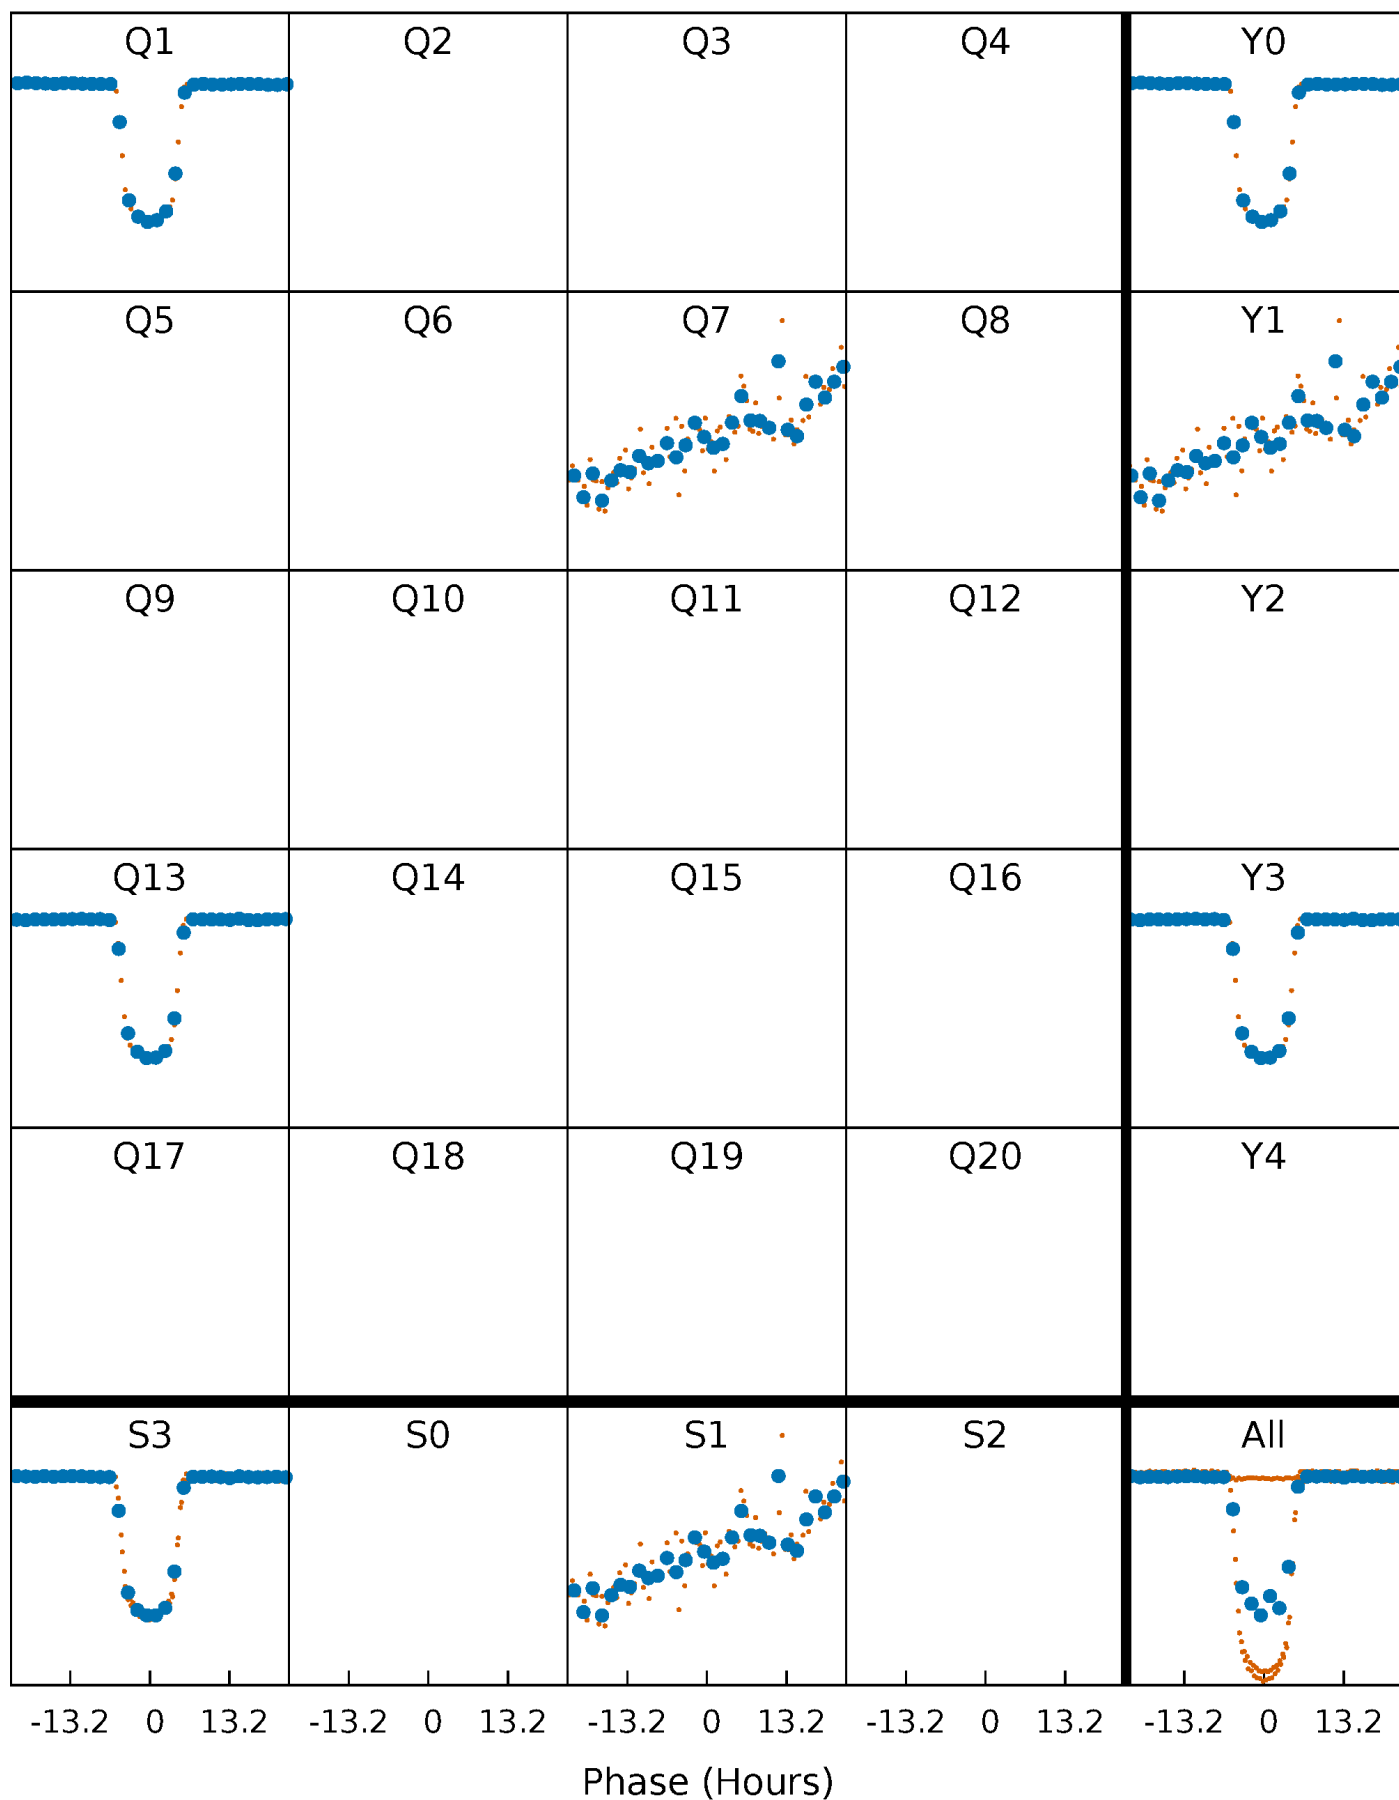 Q1 Q2 Q3 Q4 Y0
Q5 Q6 Q7 Q8 Y1
Q9 Q10 Q11 Q12 Y2
Q13 Q14 Q15 Q16 Y3
Q17 Q18 Q19 Q20 Y4
S3 S0 S1 S2 All
-13.2 0 13.2 -13.2 0 13.2 -13.2 0 13.2 -13.2 0 13.2 -13.2 0 13.2
Phase (Hours)